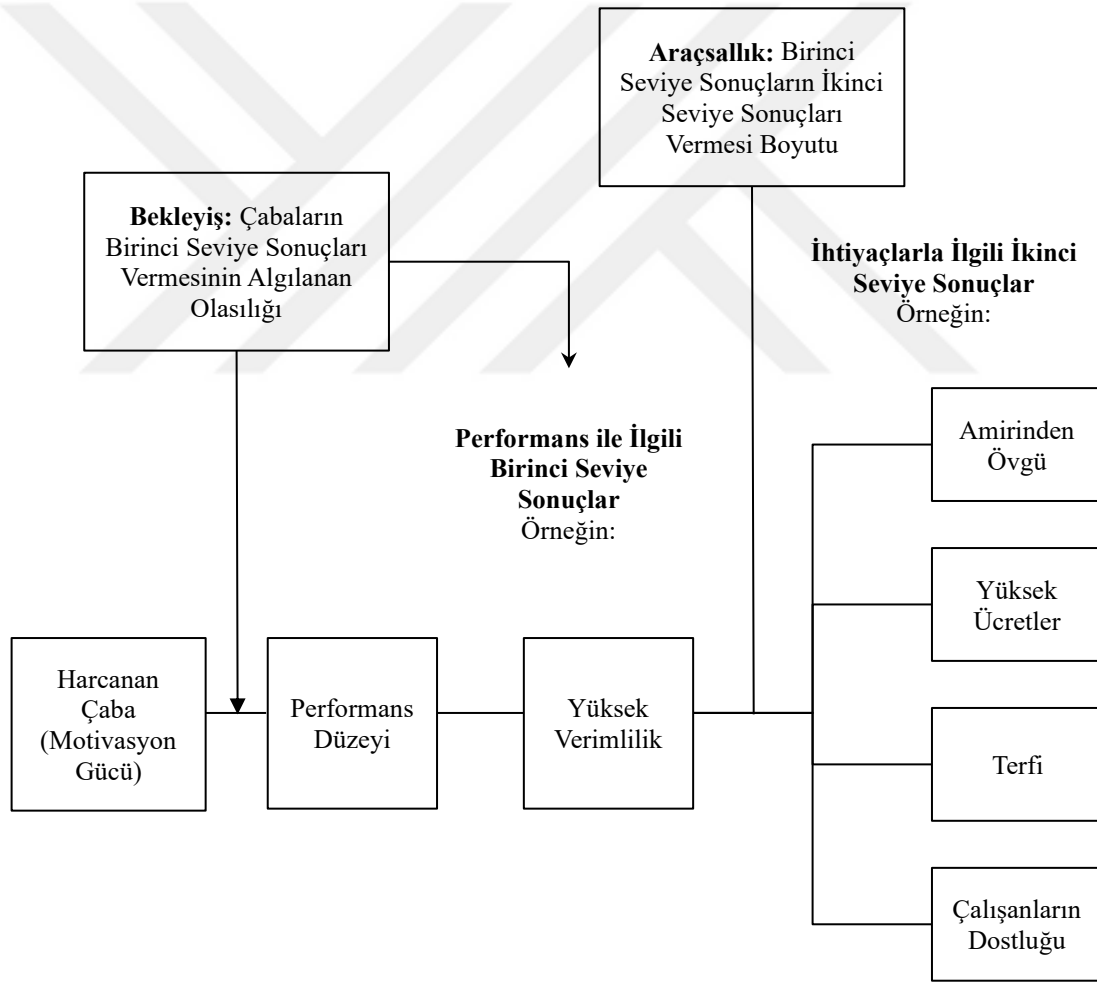 Araçsallık: Birinci
Seviye Sonuçların İkinci
Seviye Sonuçları
Vermesi Boyutu
Bekleyiş: Çabaların
Birinci Seviye Sonuçları
Vermesinin Algılanan
Olasılığı
İhtiyaçlarla İlgili İkinci
Seviye Sonuçlar
Örneğin:
Performans ile İlgili
Birinci Seviye
Sonuçlar
Örneğin:
Harcanan
Çaba
(Motivasyon
Gücü)
Performans
Düzeyi
Yüksek
Verimlilik
Amirinden
Övgü
Yüksek
Ücretler
Terfi
Çalışanların
Dostluğu